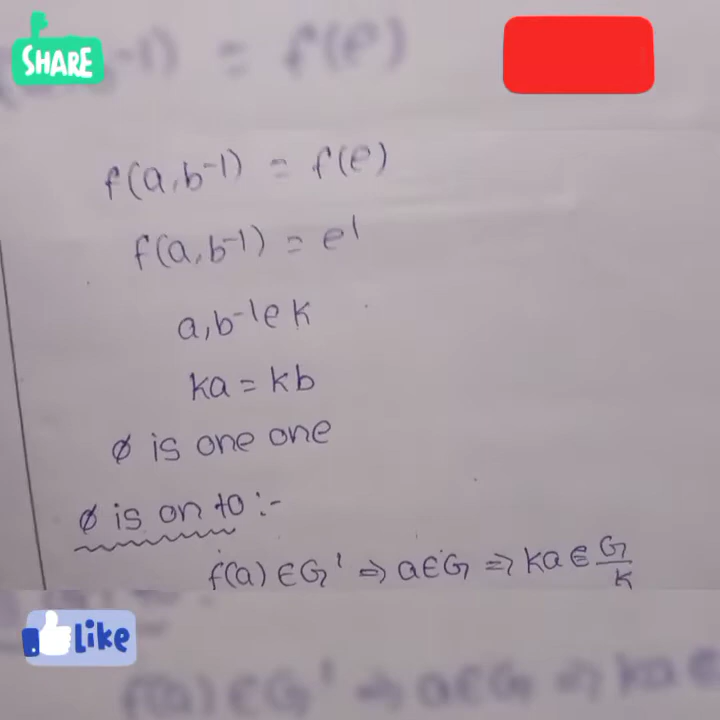 SHARE
f(a,b-1) = f(e)
f(a,b-1) = e'
a,b-1 e k
ka = kb
ø is one one
ø is on to :-
f(a) ∈ G' ⇒ a∈G ⇒ ka ∈ G/k
Like